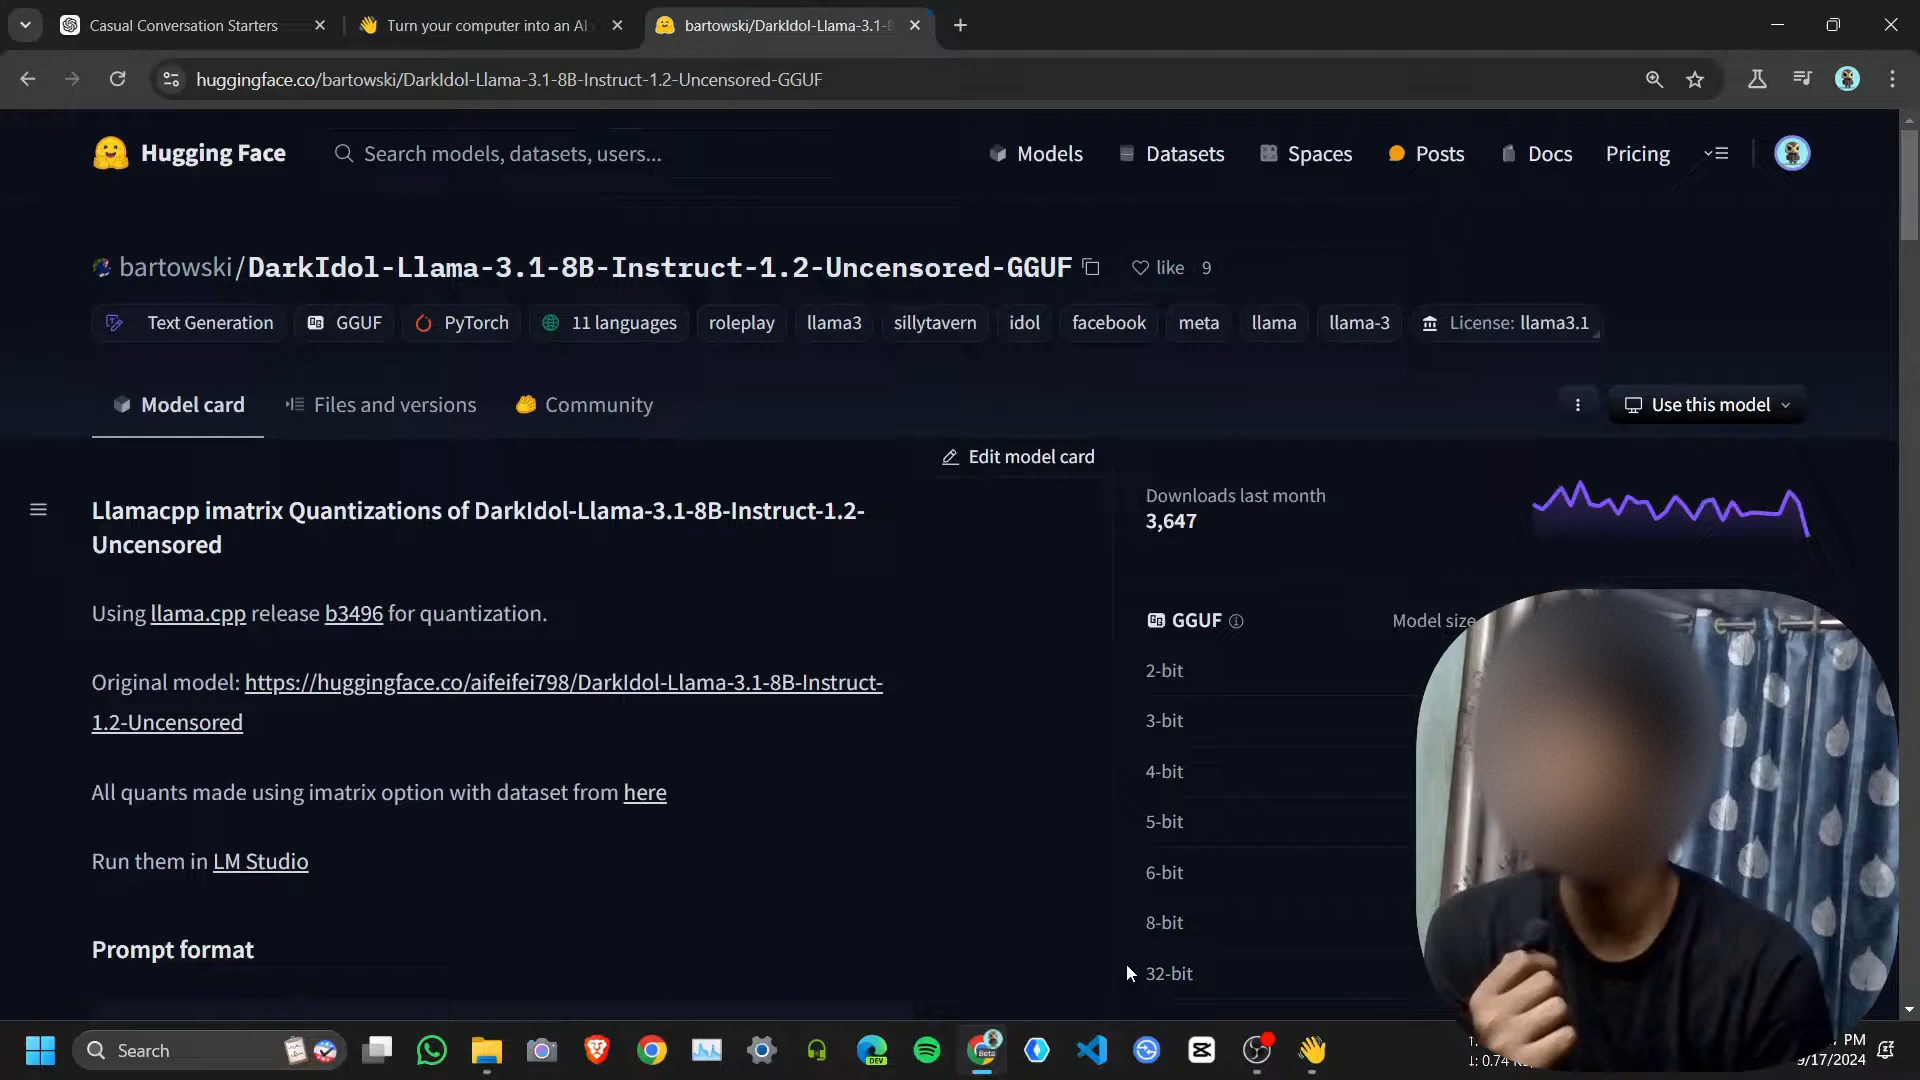 Casual Conversation Starters
Turn your computer into an AI
bartowski/DarkIdol-Llama-3.1-8
huggingface.co/bartowski/DarkIdol-Llama-3.1-8B-Instruct-1.2-Uncensored-GGUF
Hugging Face
Search models, datasets, users...
Models
Datasets
Spaces
Posts
Docs
Pricing
bartowski/DarkIdol-Llama-3.1-8B-Instruct-1.2-Uncensored-GGUF
like 9
Text Generation
GGUF
PyTorch
11 languages
roleplay
llama3
sillytavern
idol
facebook
meta
llama
llama-3
License: llama3.1
Model card
Files and versions
Community
Use this model
Edit model card
Llamacpp imatrix Quantizations of DarkIdol-Llama-3.1-8B-Instruct-1.2-
Uncensored
Using llama.cpp release b3496 for quantization.
Original model: https://huggingface.co/aifeifei798/DarkIdol-Llama-3.1-8B-Instruct-
1.2-Uncensored
All quants made using imatrix option with dataset from here
Run them in LM Studio
Prompt format
Downloads last month
3,647
GGUF
Model size
2-bit
3-bit
4-bit
5-bit
6-bit
8-bit
32-bit
Search
DEV
Beta
PM
9/17/2024